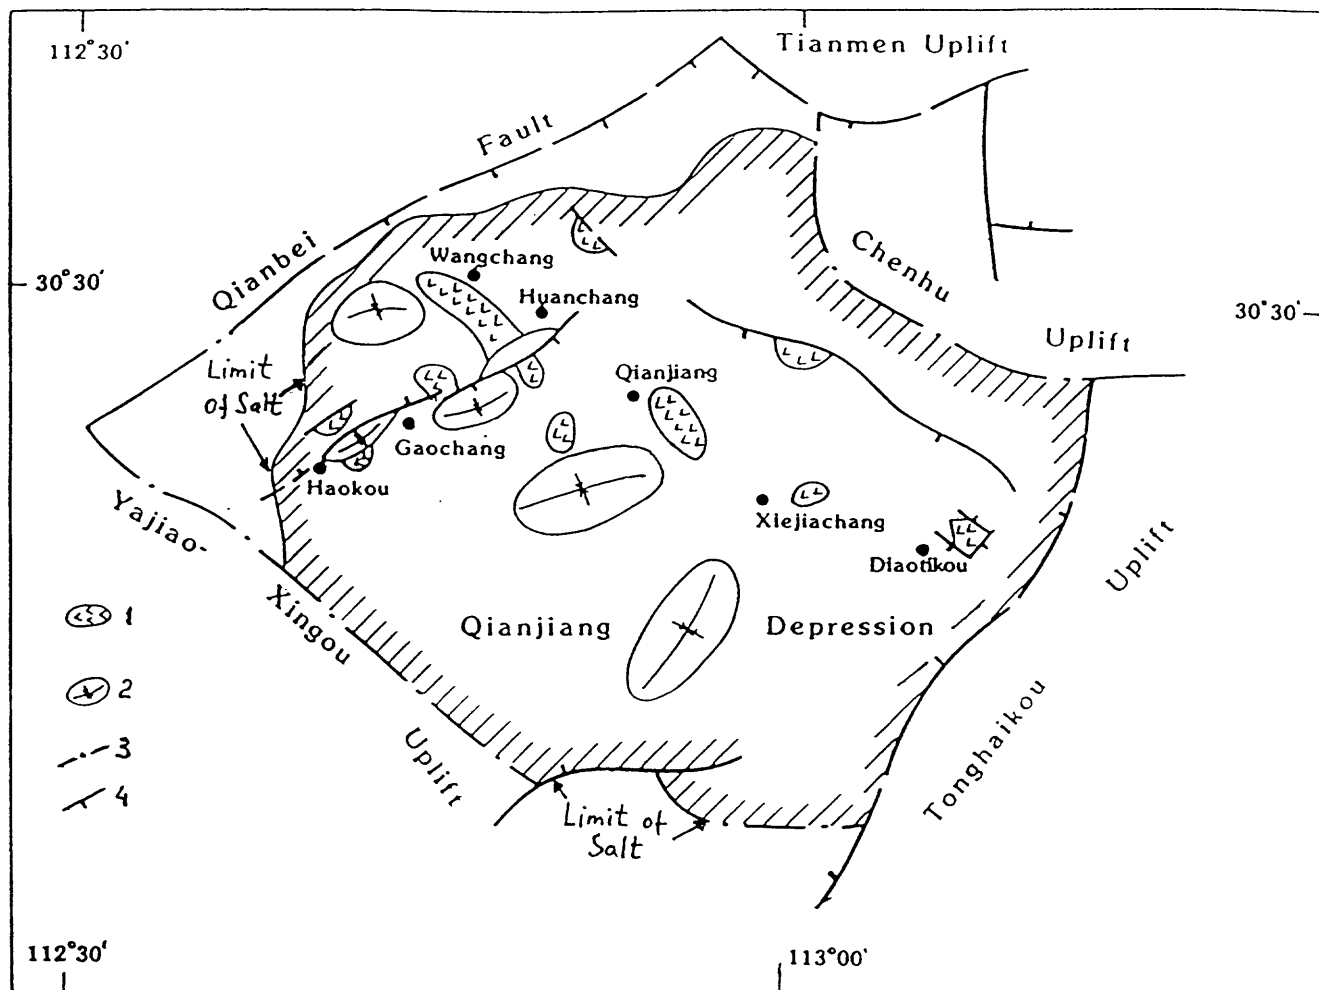 112°30'
Tianmen Uplift
Fault
Qianbei
Chenhu
Wangchang
30°30'
Huanchang
30°30'
Uplift
Limit
Of Salt
Qianjiang
Gaochang
Haokou
Xiejiachang
Yajiao-
Diaotikou
Uplift
Xingou
Qianjiang Depression
1
2
3
4
Uplift
Tonghaikou
Limit of
Salt
112°30'
113°00'